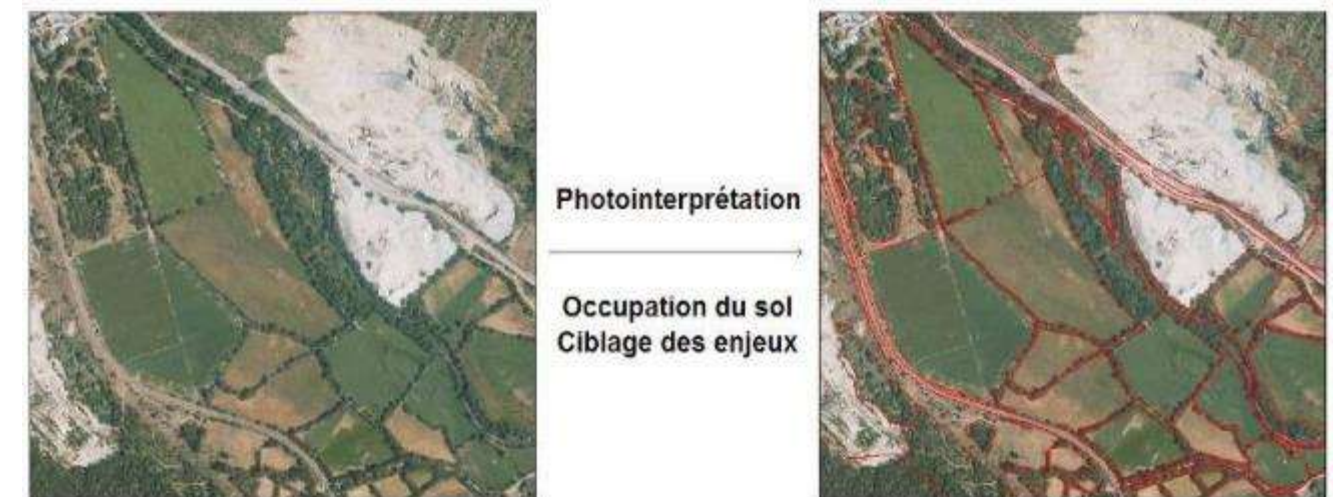 Photointerprétation
Occupation du sol
Ciblage des enjeux